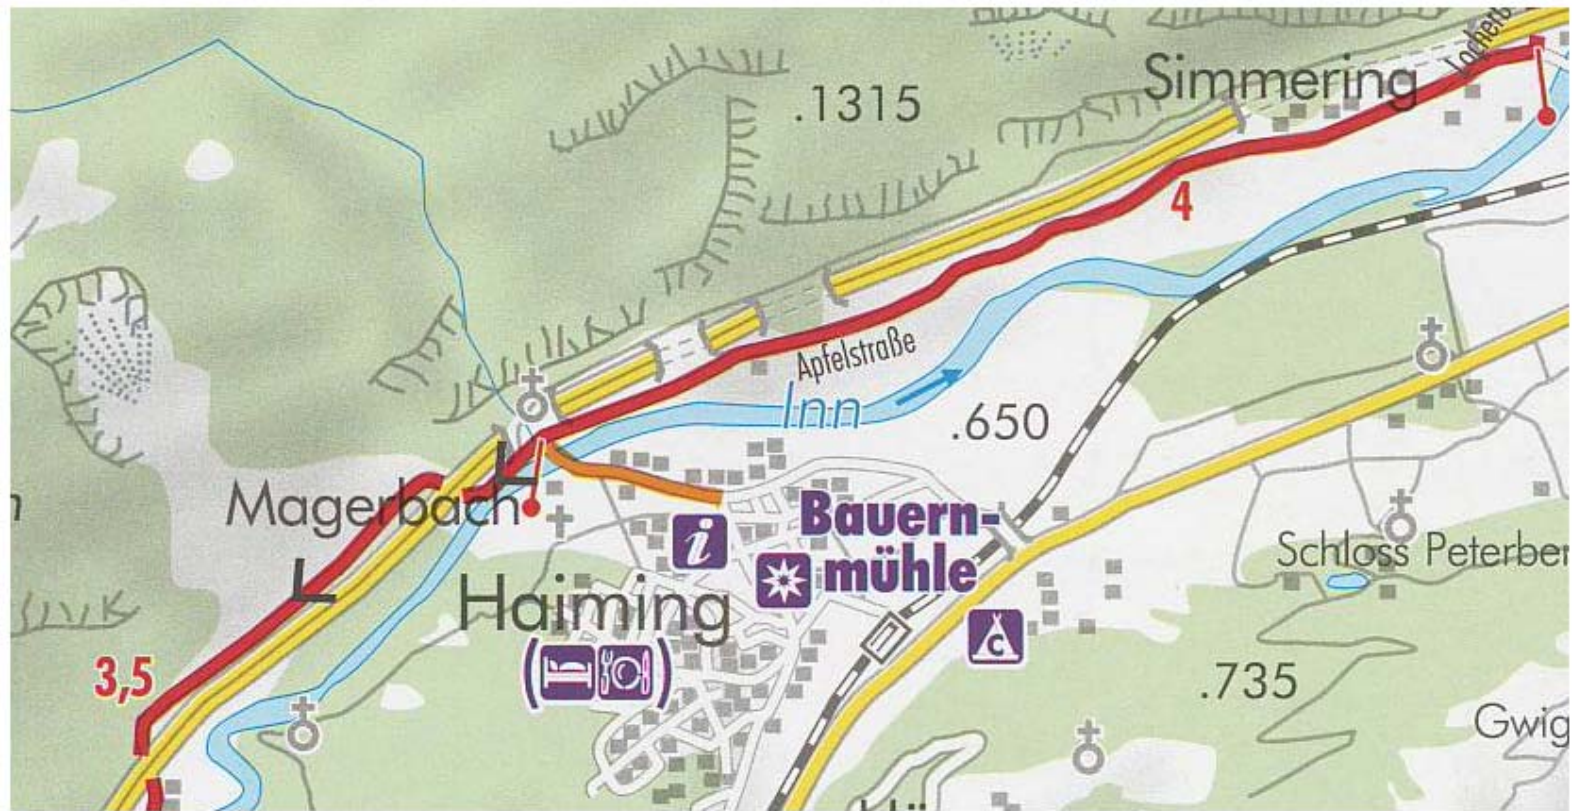 Simmering
.1315
4
Apfelstraße
Inn
.650
Magerbach
i
Bauern-
mühle
Schloss Peterber
Haiming
C
3,5
.735
Gwig